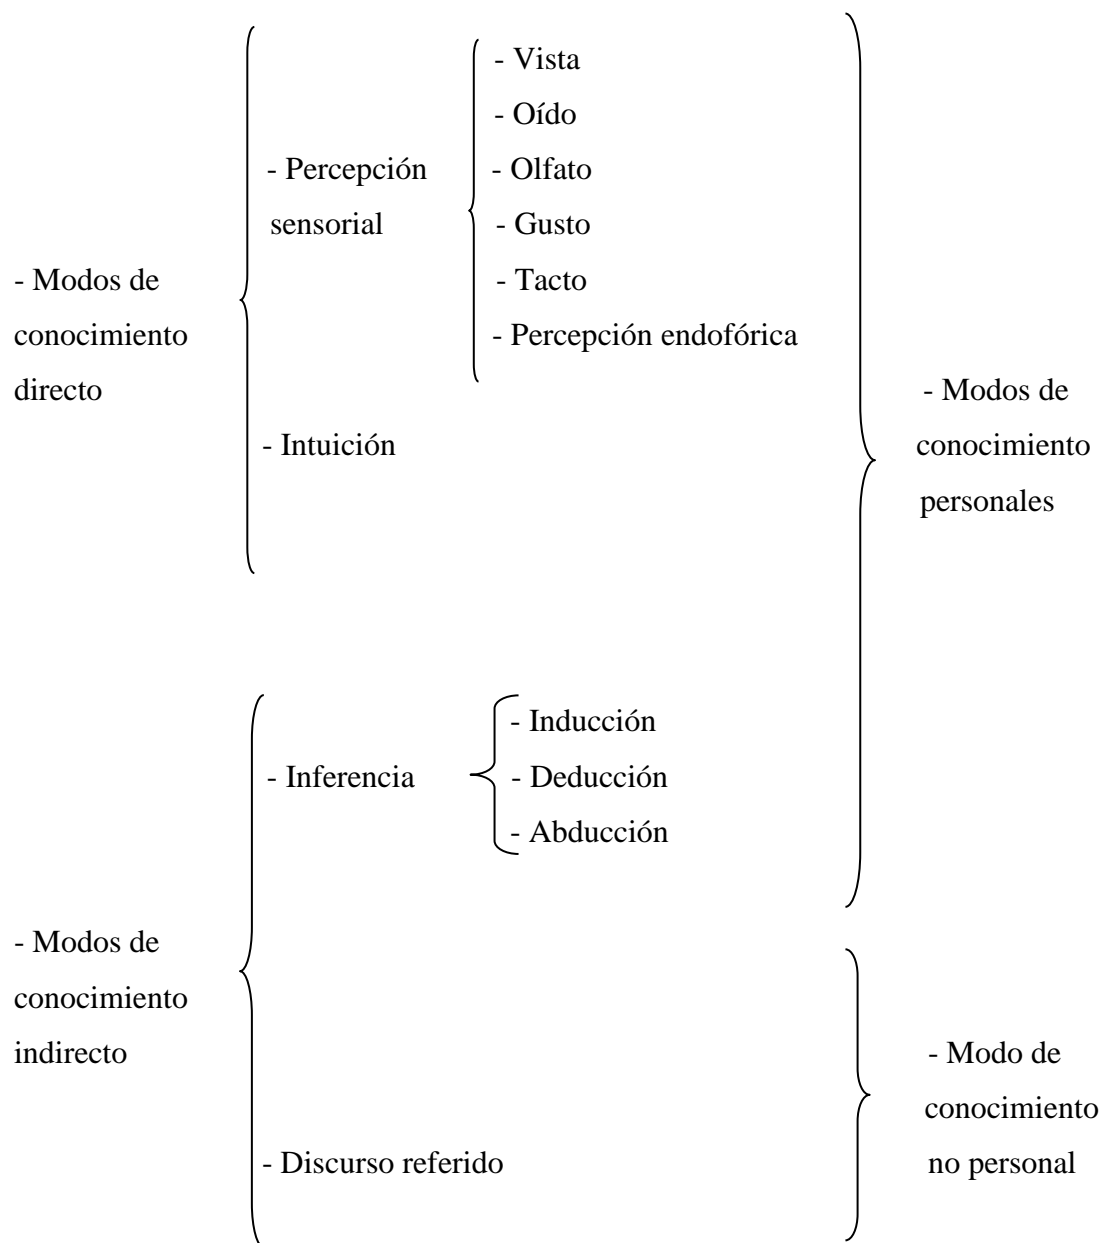 - Vista
- Oído
- Percepción
sensorial
- Olfato
- Gusto
- Tacto
- Percepción endofórica
- Modos de
conocimiento
directo
- Intuición
- Modos de
conocimiento
personales
- Inferencia
- Inducción
- Deducción
- Abducción
- Modos de
conocimiento
indirecto
- Discurso referido
- Modo de
conocimiento
no personal